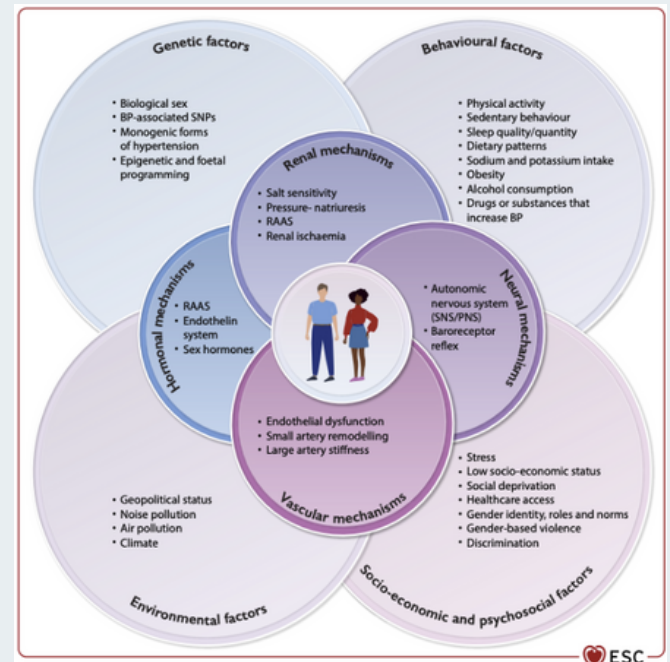 Genetic factors
• Biological sex
• BP-associated SNPs
• Monogenic forms
of hypertension
• Epigenetic and foetal
programming
Behavioural factors
• Physical activity
• Sedentary behaviour
• Sleep quality/quantity
• Dietary patterns
• Sodium and potassium intake
• Obesity
• Alcohol consumption
• Drugs or substances that
increase BP
Renal mechanisms
• Salt sensitivity
• Pressure- natriuresis
• RAAS
• Renal ischaemia
Hormonal mechanisms
• RAAS
• Endothelin
system
• Sex hormones
Neural mechanisms
• Autonomic
nervous system
(SNS/PNS)
• Baroreceptor
reflex
• Endothelial dysfunction
• Small artery remodelling
• Large artery stiffness
Vascular mechanisms
• Geopolitical status
• Noise pollution
• Air pollution
• Climate
Environmental factors
• Stress
• Low socio-economic status
• Social deprivation
• Healthcare access
• Gender identity, roles and norms
• Gender-based violence
• Discrimination
Socio-economic and psychosocial factors
ESC